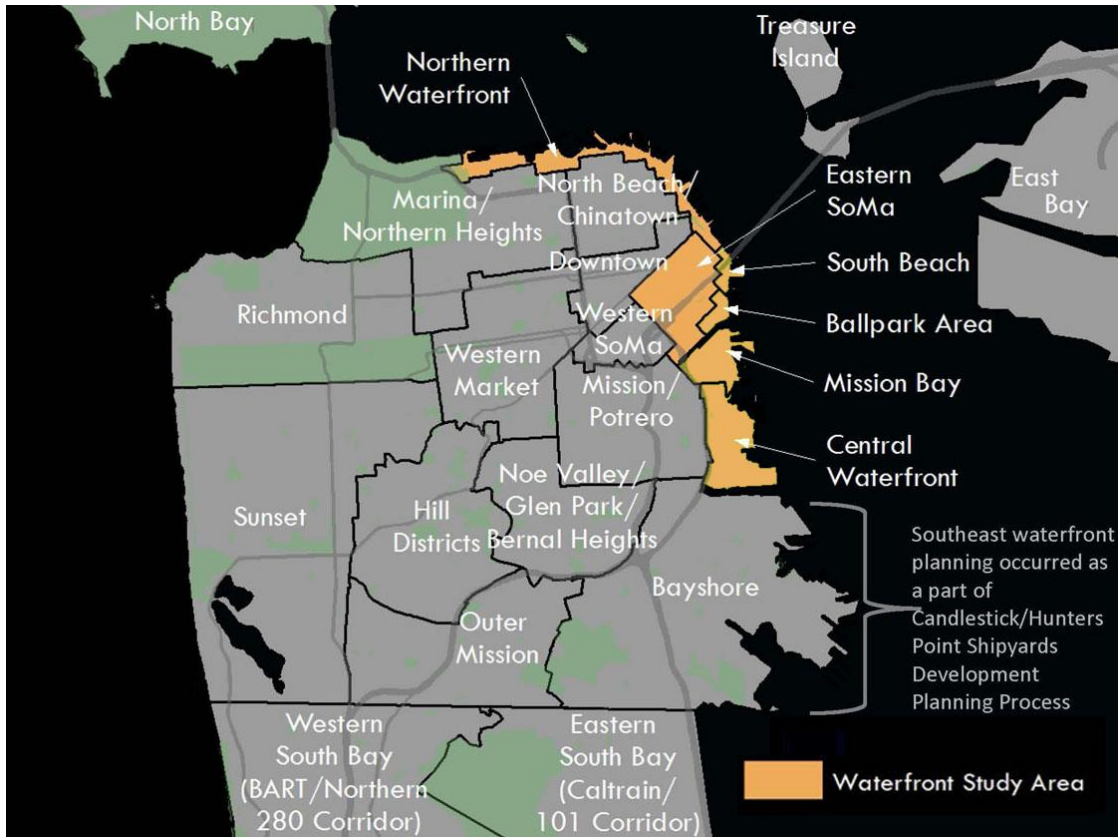 North Bay
Treasure
Island
Northern
Waterfront
Eastern
SoMa
East
Bay
Marina/
Northern Heights
North Beach/
Chinatown
Downtown
South Beach
Richmond
Western
SoMa
Ballpark Area
Western
Market
Mission/
Potrero
Mission Bay
Central
Waterfront
Sunset
Hill
Districts
Noe Valley/
Glen Park/
Bernal Heights
Bayshore
Southeast waterfront
planning occurred as
a part of
Candlestick/Hunters
Point Shipyards
Development
Planning Process
Outer
Mission
Western
South Bay
(BART/Northern
280 Corridor)
Eastern
South Bay
(Caltrain/
101 Corridor)
Waterfront Study Area